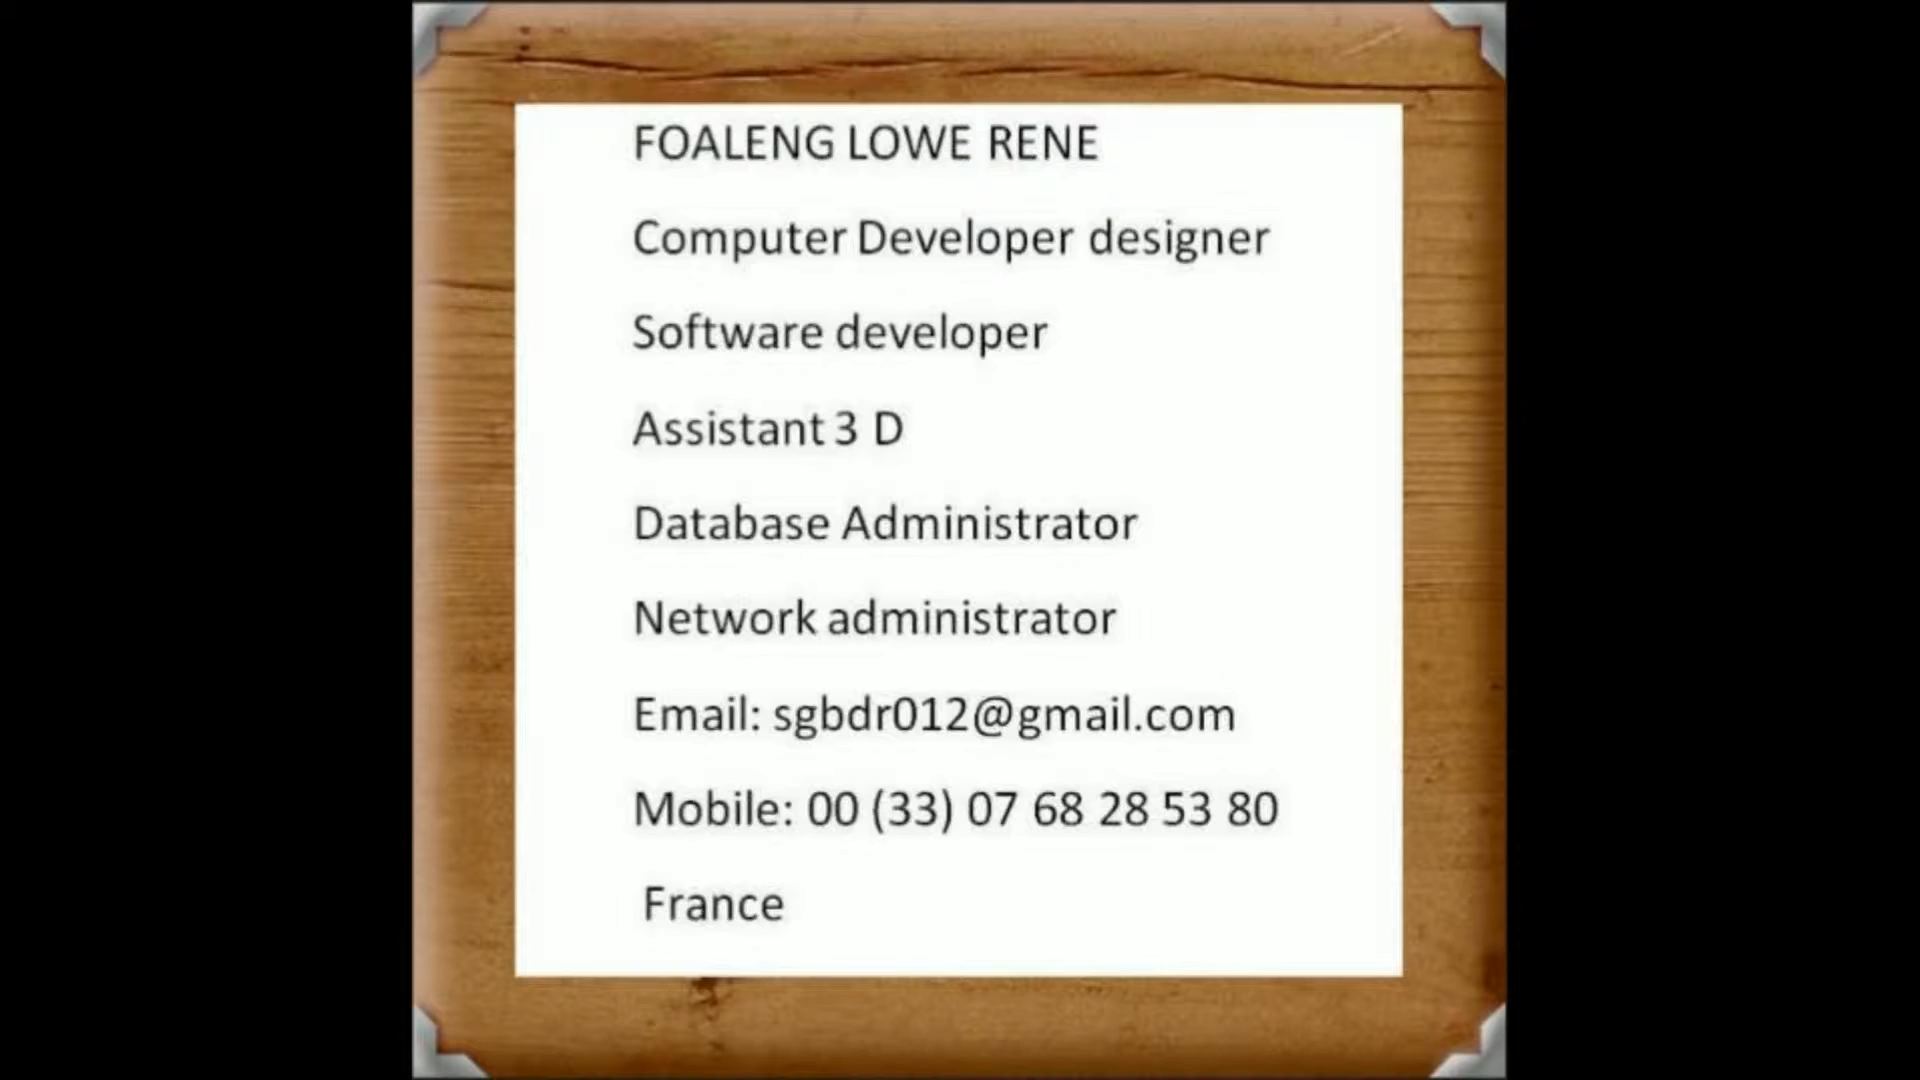 FOALENG LOWE RENE
Computer Developer designer
Software developer
Assistant 3 D
Database Administrator
Network administrator
Email: sgbdr012@gmail.com
Mobile: 00 (33) 07 68 28 53 80
France